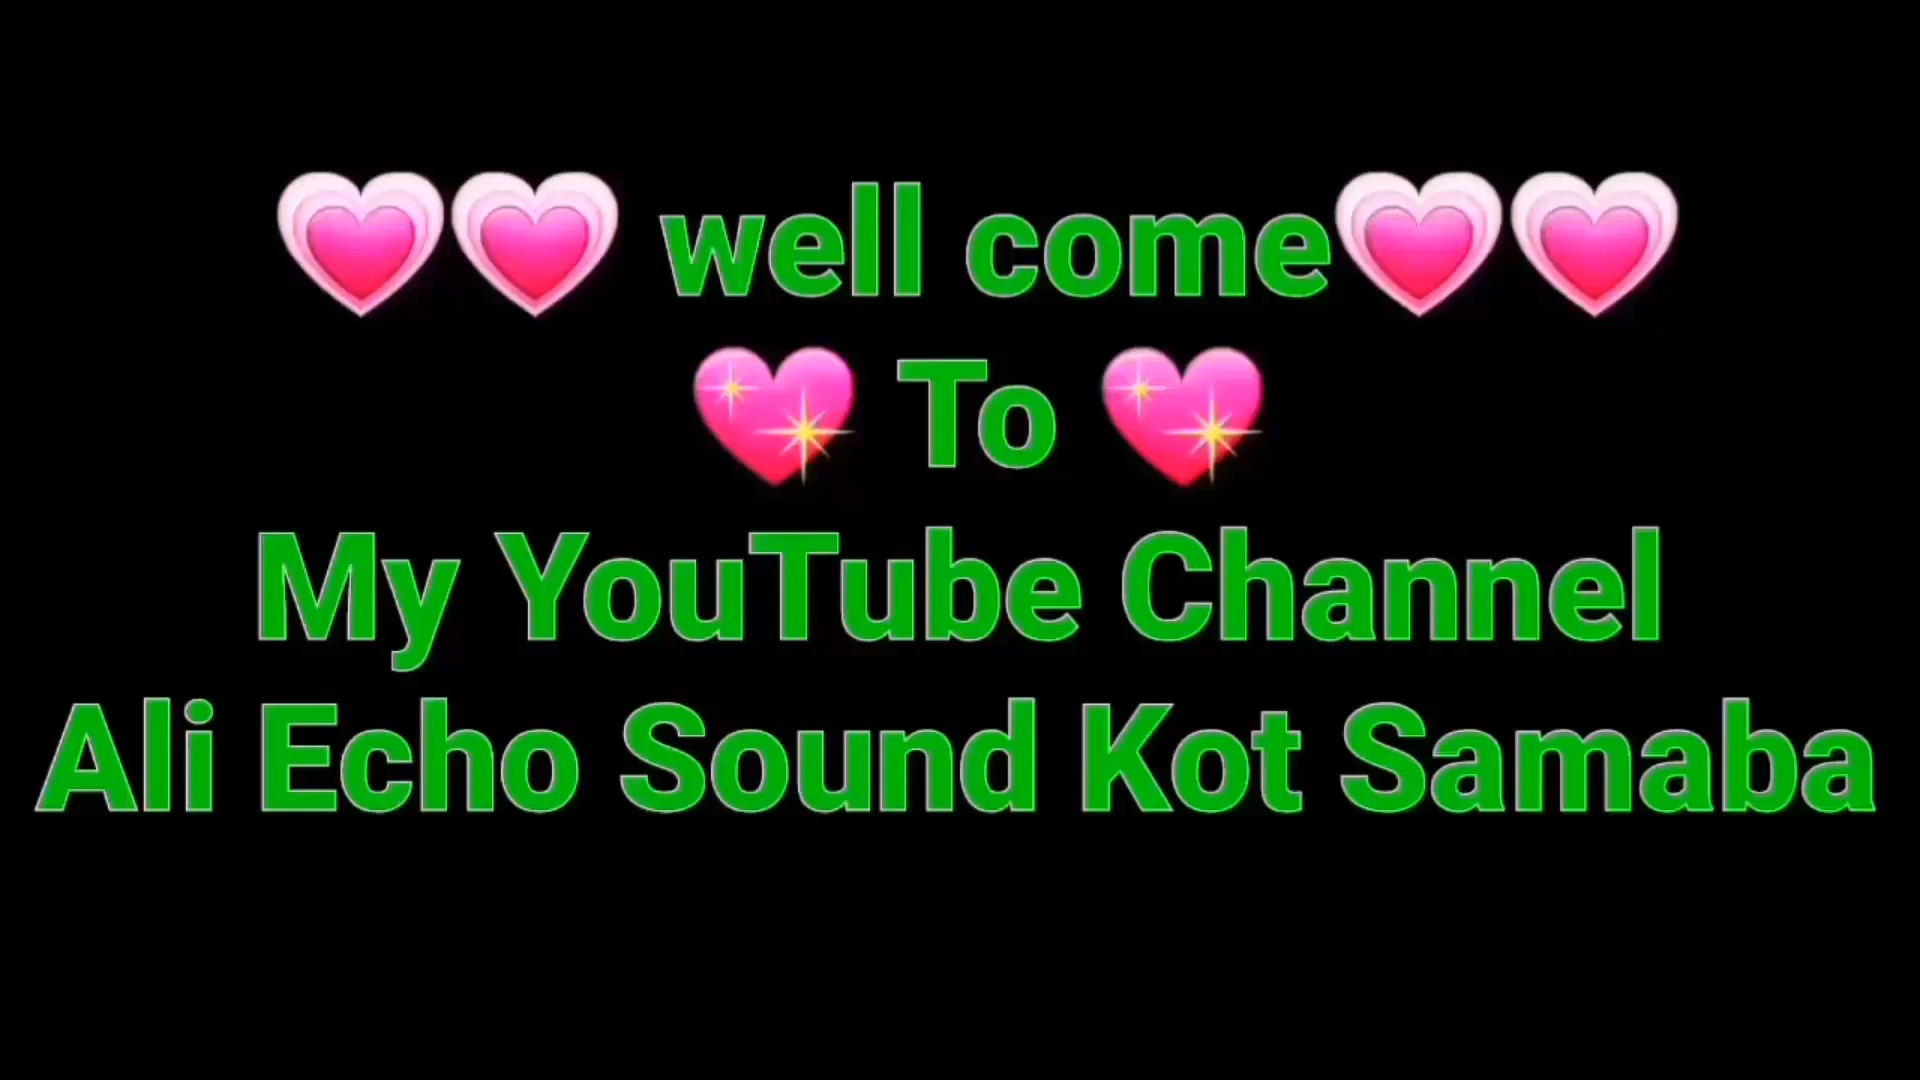 💗💗 well come💗💗
💖 To 💖
My YouTube Channel
Ali Echo Sound Kot Samaba